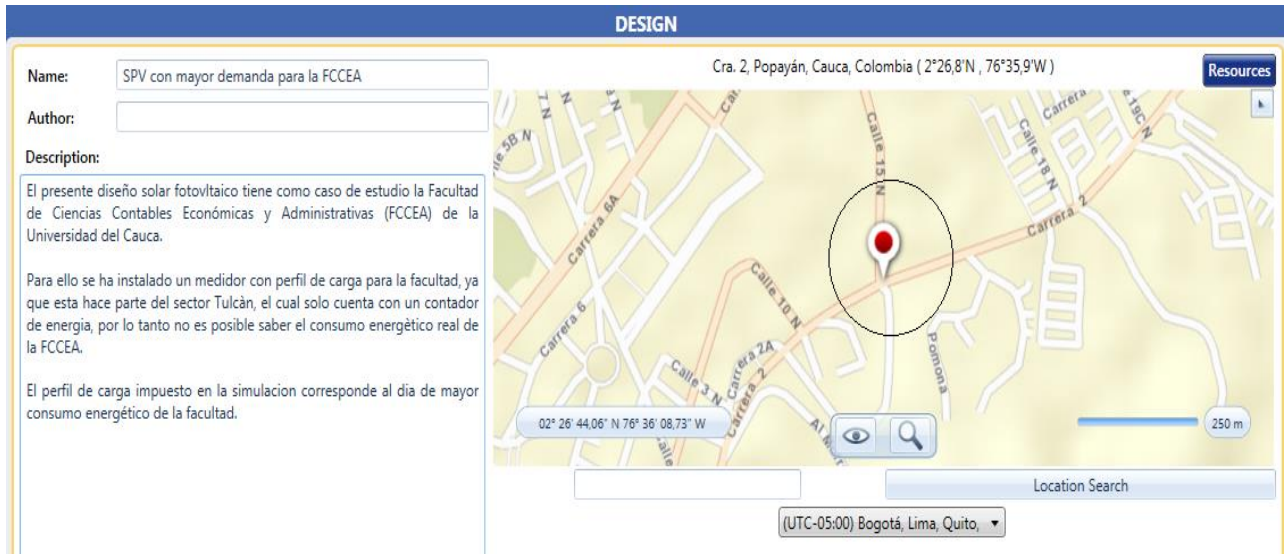 DESIGN
Name:
SPV con mayor demanda para la FCCEA
Author:
Description:
El presente diseño solar fotovltaico tiene como caso de estudio la Facultad
de Ciencias Contables Económicas y Administrativas (FCCEA) de la
Universidad del Cauca.
Para ello se ha instalado un medidor con perfil de carga para la facultad, ya
que esta hace parte del sector Tulcàn, el cual solo cuenta con un contador
de energia, por lo tanto no es posible saber el consumo energètico real de
la FCCEA.
El perfil de carga impuesto en la simulacion corresponde al dia de mayor
consumo energético de la facultad.
Cra. 2, Popayán, Cauca, Colombia ( 2°26,8'N , 76°35,9'W )
Resources
7 N
5B N
Calle 15 N
Carrera
19C N
Calle 18 N
Carrera 6A
Carrera 2
Calle 10 N
Carrera 6
Carrera 2A
Calle 3 N
Carrera 2
Pomona
02° 26' 44,06" N 76° 36' 08,73" W
250 m
Location Search
(UTC-05:00) Bogotá, Lima, Quito,